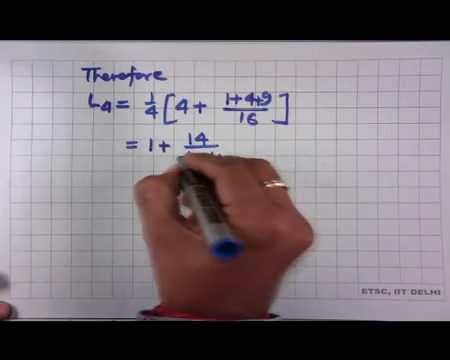 Therefore
L4 = 1/4 [ 4 + (1+4+9)/16 ]
= 1 + 14/
ETSC, IIT DELHI